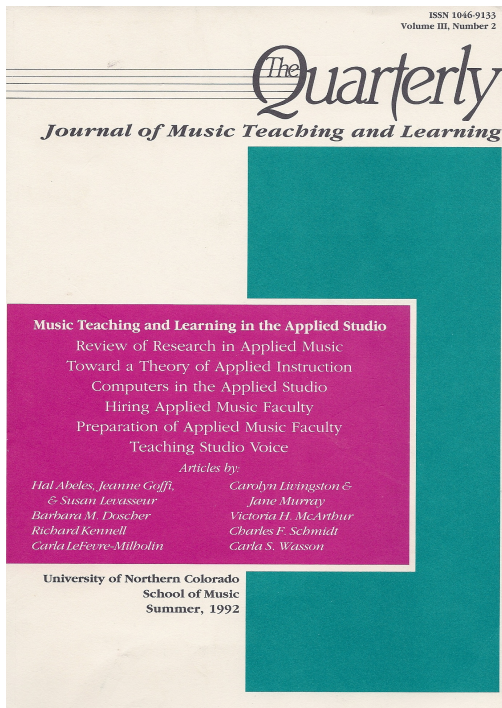 ISSN 1046-9133
Volume III, Number 2
The Quarterly
Journal of Music Teaching and Learning
Music Teaching and Learning in the Applied Studio
Review of Research in Applied Music
Toward a Theory of Applied Instruction
Computers in the Applied Studio
Hiring Applied Music Faculty
Preparation of Applied Music Faculty
Teaching Studio Voice
Articles by:
Hal Abeles, Jeanne Goffi,
& Susan Levasseur
Barbara M. Doscher
Richard Kennell
Carla LeFevre-Milholin
Carolyn Livingston &
Jane Murray
Victoria H. McArthur
Charles F. Schmidt
Carla S. Wasson
University of Northern Colorado
School of Music
Summer, 1992